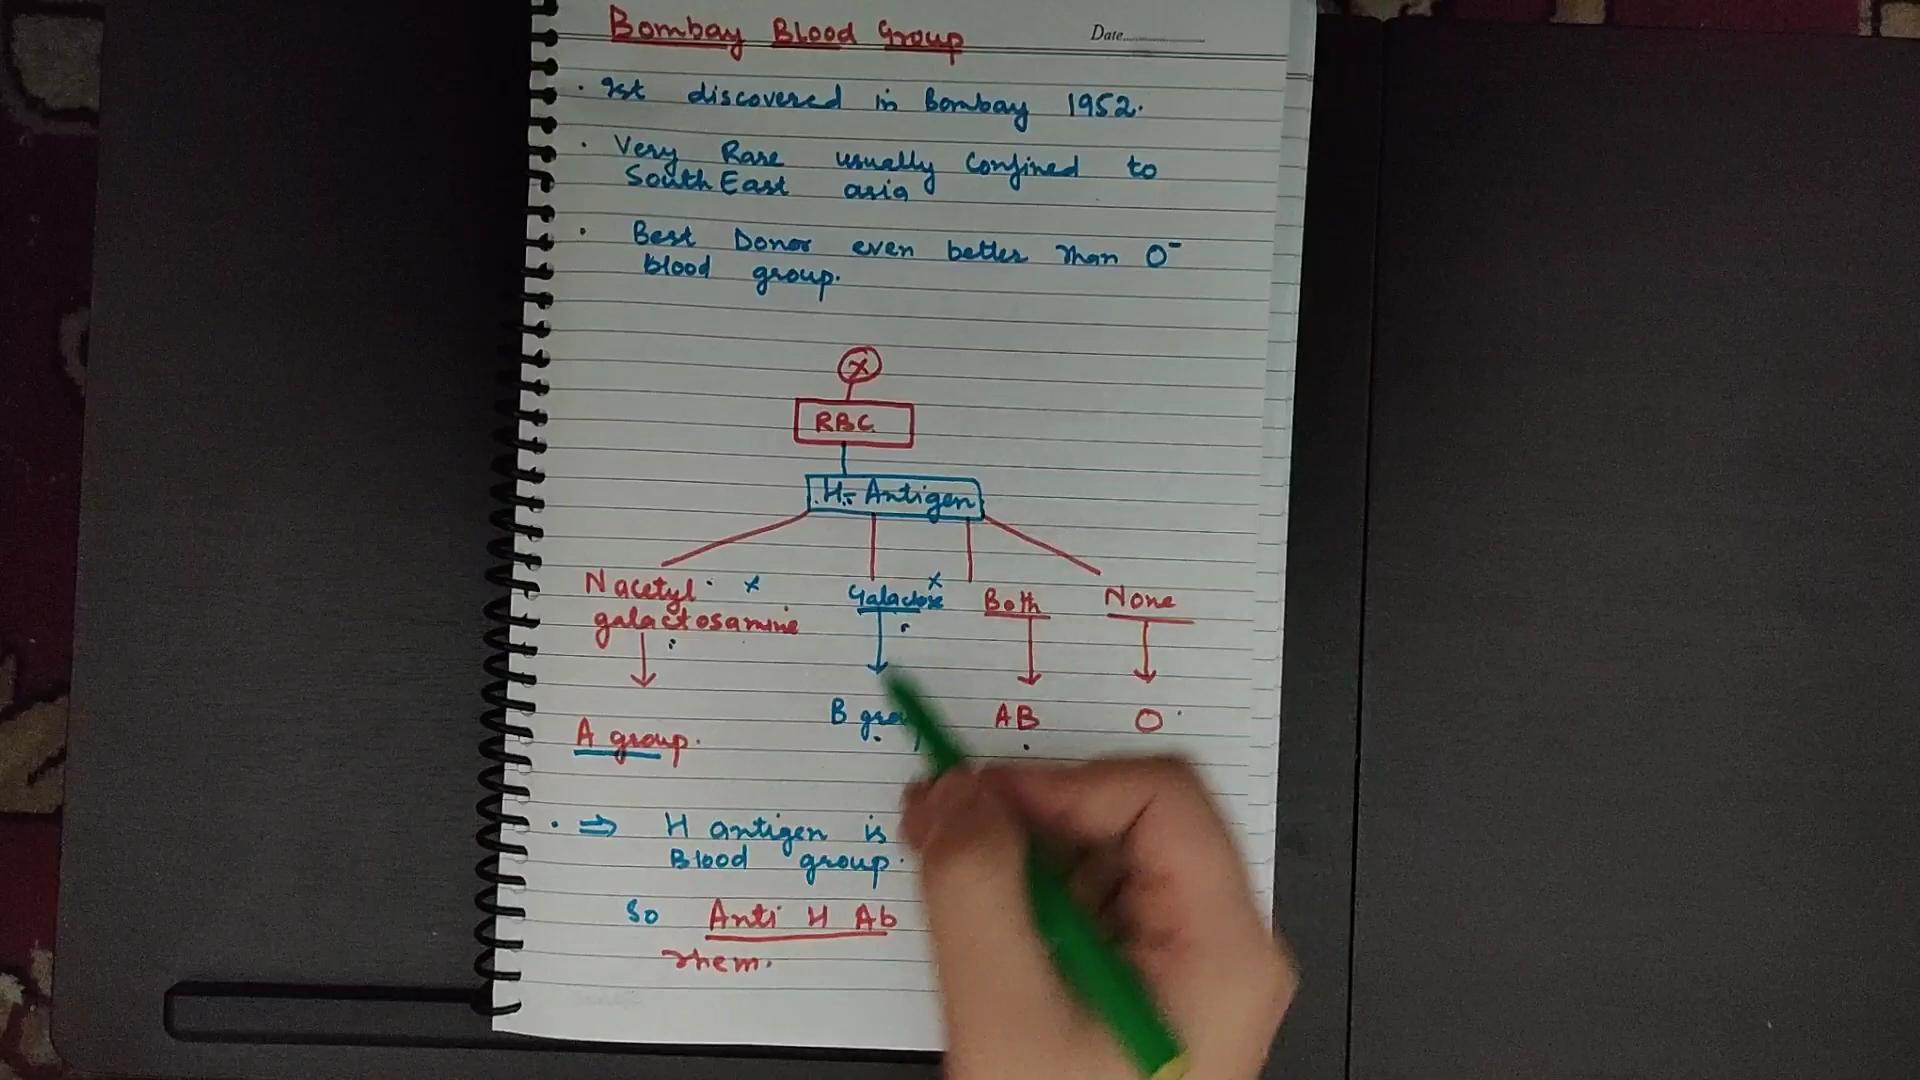 Bombay Blood Group
Date
· 1st discovered in Bombay 1952.
· Very Rare usually confined to
South East asia
· Best Donor even better than O⁻
blood group.
x
RBC
H- Antigen
Nacetyl x
galactosamine
Galactose x
Both
None
A group.
B
AB
O
· ⇒ H antigen is
Blood group.
So Anti H Ab
them.